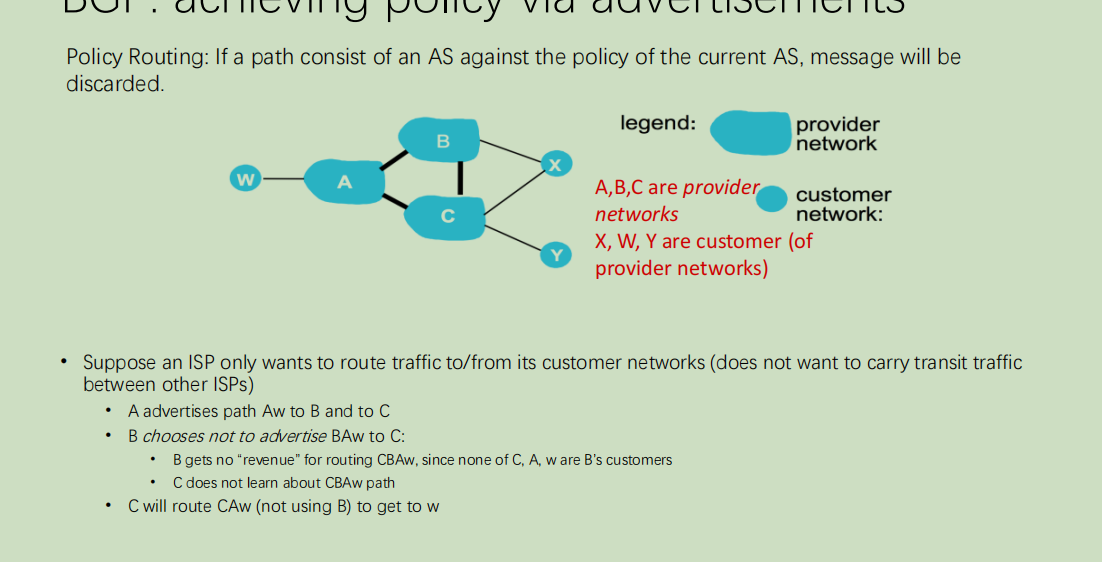 BGP: achieving policy via advertisements
Policy Routing: If a path consist of an AS against the policy of the current AS, message will be
discarded.
legend:
provider
network
customer
network:
W
A
B
C
X
Y
A,B,C are provider
networks
X, W, Y are customer (of
provider networks)
• Suppose an ISP only wants to route traffic to/from its customer networks (does not want to carry transit traffic
between other ISPs)
• A advertises path Aw to B and to C
• B chooses not to advertise BAw to C:
• B gets no “revenue” for routing CBAw, since none of C, A, w are B's customers
• C does not learn about CBAw path
• C will route CAw (not using B) to get to w